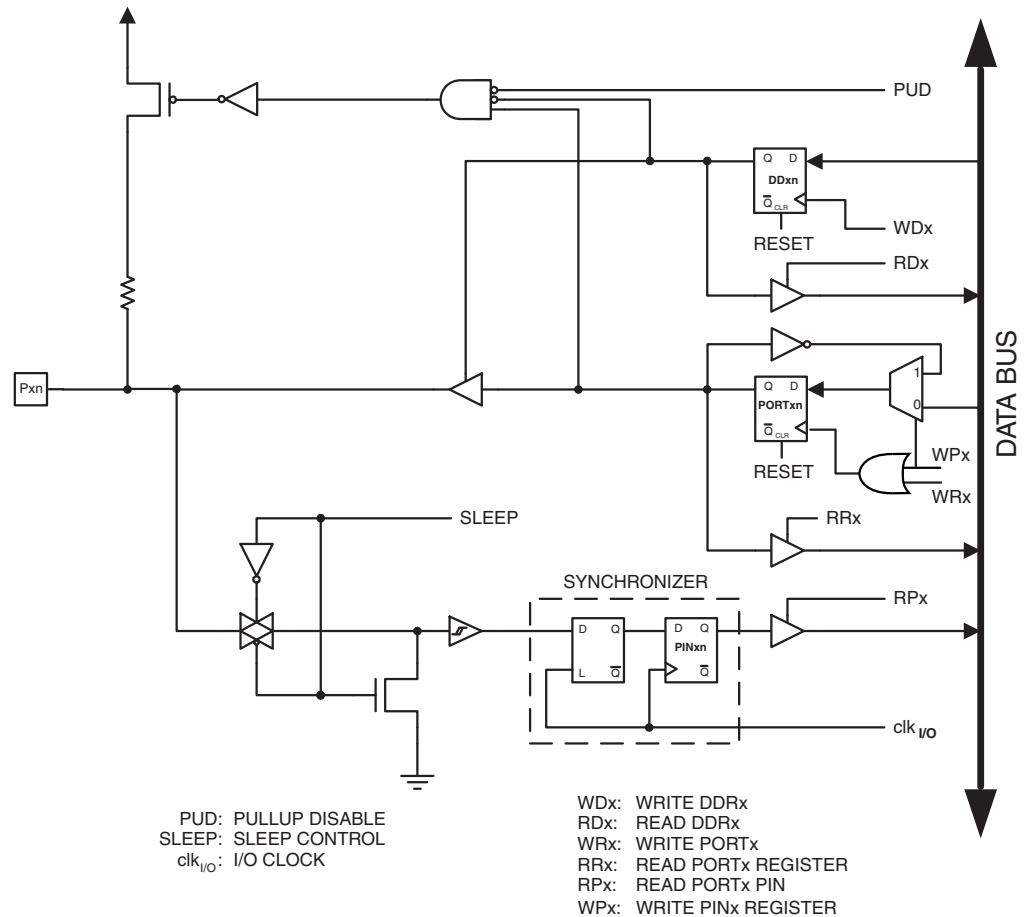 PUD
Q D
DDxn
Q CLR
WDx
RESET
RDx
1
Pxn
Q D
PORTxn
0
Q CLR
WPx
RESET
WRx
DATA BUS
RRx
SLEEP
SYNCHRONIZER
RPx
D Q
D Q
PINxn
L Q
Q
clk I/O
PUD: PULLUP DISABLE
SLEEP: SLEEP CONTROL
clkI/O: I/O CLOCK
WDx: WRITE DDRx
RDx: READ DDRx
WRx: WRITE PORTx
RRx: READ PORTx REGISTER
RPx: READ PORTx PIN
WPx: WRITE PINx REGISTER